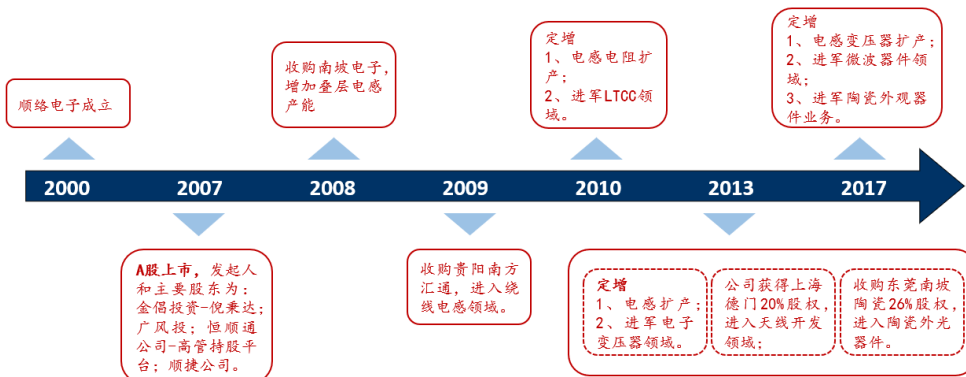 顺络电子成立
收购南坡电子，
增加叠层电感
产能
定增
1、电感电阻扩
产；
2、进军LTCC领
域。
定增
1、电感变压器扩产；
2、进军微波器件领
域；
3、进军陶瓷外观器
件业务。
2000
2007
2008
2009
2010
2013
2017
A股上市，发起人
和主要股东为：
金倡投资-倪秉达；
广风投；恒顺通
公司-高管持股平
台；顺捷公司。
收购贵阳南方
汇通，进入绕
线电感领域。
定增
1、电感扩产；
2、进军电子
变压器领域。
公司获得上海
德门20%股权，
进入天线开发
领域；
收购东莞南坡
陶瓷26%股权，
进入陶瓷外光
器件。